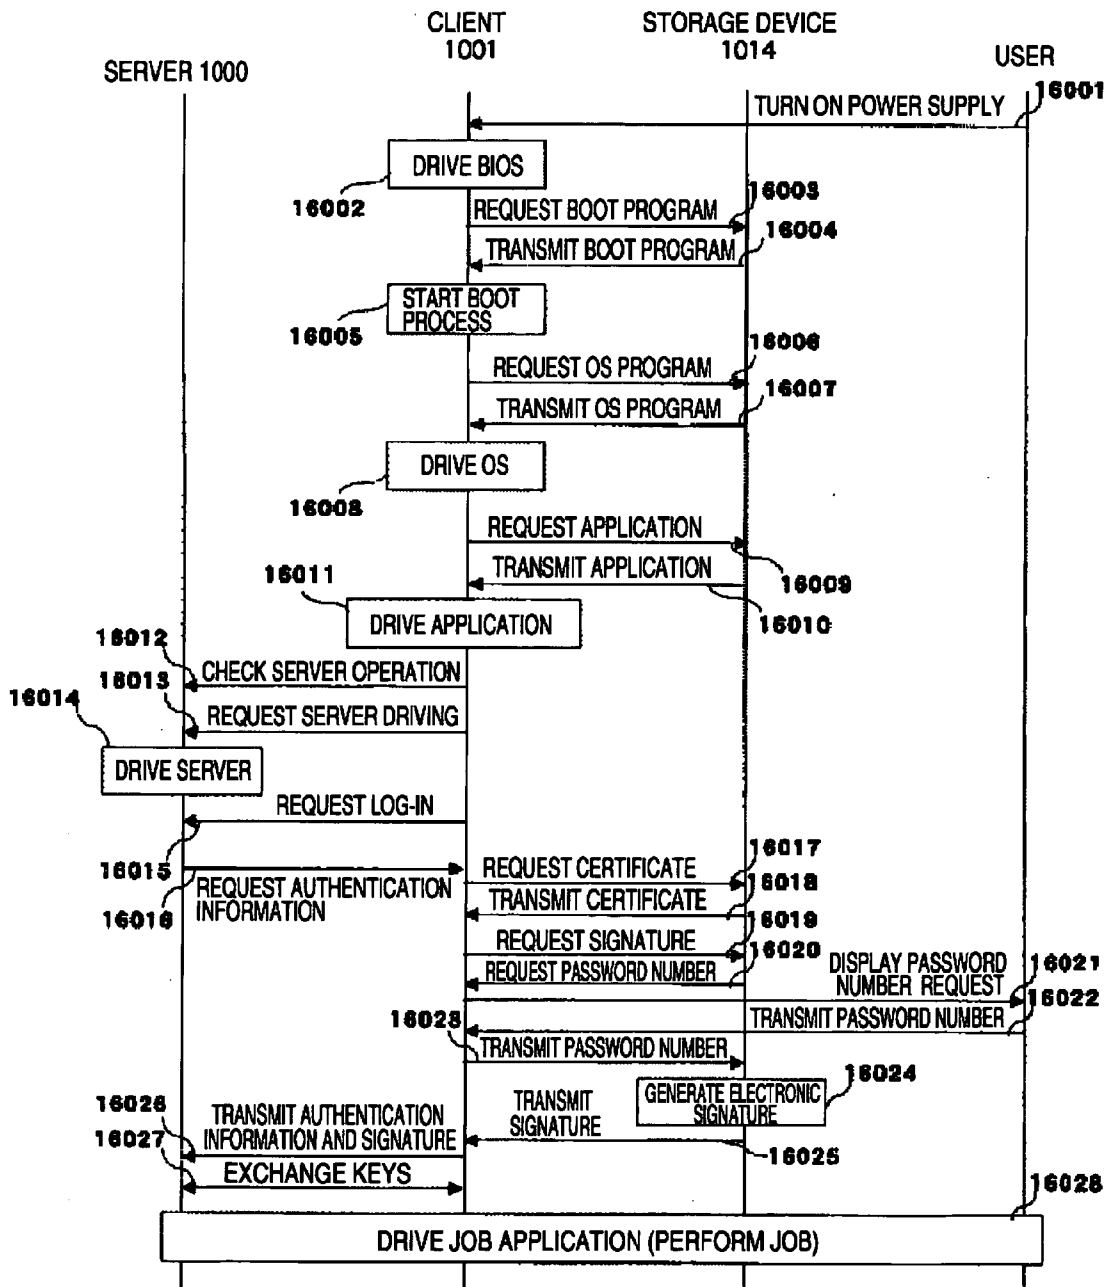 CLIENT
1001
STORAGE DEVICE
1014
SERVER 1000
USER
TURN ON POWER SUPPLY
16001
DRIVE BIOS
16002
REQUEST BOOT PROGRAM
16003
TRANSMIT BOOT PROGRAM
16004
START BOOT
PROCESS
16005
REQUEST OS PROGRAM
16006
TRANSMIT OS PROGRAM
16007
DRIVE OS
16008
REQUEST APPLICATION
16009
TRANSMIT APPLICATION
16010
16011
DRIVE APPLICATION
16012
CHECK SERVER OPERATION
16013
REQUEST SERVER DRIVING
16014
DRIVE SERVER
REQUEST LOG-IN
16015
REQUEST AUTHENTICATION
INFORMATION
16016
REQUEST CERTIFICATE
16017
TRANSMIT CERTIFICATE
16018
REQUEST SIGNATURE
16019
REQUEST PASSWORD NUMBER
16020
DISPLAY PASSWORD
NUMBER REQUEST
16021
TRANSMIT PASSWORD NUMBER
16022
16023
TRANSMIT PASSWORD NUMBER
GENERATE ELECTRONIC
SIGNATURE
16024
TRANSMIT
SIGNATURE
16025
16026
TRANSMIT AUTHENTICATION
INFORMATION AND SIGNATURE
16027
EXCHANGE KEYS
16028
DRIVE JOB APPLICATION (PERFORM JOB)